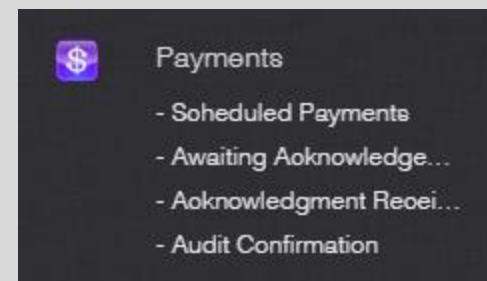 $
Payments
- Soheduled Payments
- Awaiting Aoknowledge...
- Aoknowledgment Reoei...
- Audit Confirmation